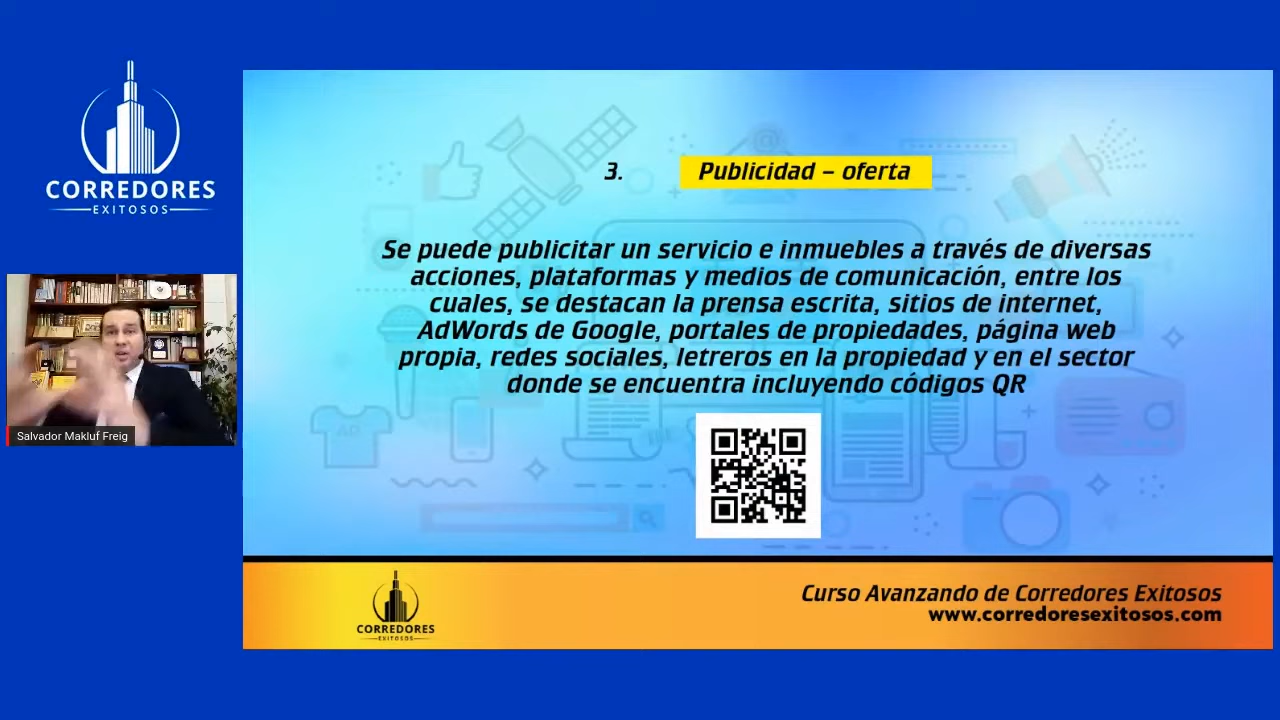 CORREDORES
EXITOSOS
Salvador Makluf Freig
3. Publicidad – oferta
Se puede publicitar un servicio e inmuebles a través de diversas
acciones, plataformas y medios de comunicación, entre los
cuales, se destacan la prensa escrita, sitios de internet,
AdWords de Google, portales de propiedades, página web
propia, redes sociales, letreros en la propiedad y en el sector
donde se encuentra incluyendo códigos QR
CORREDORES
EXITOSOS
Curso Avanzando de Corredores Exitosos
www.corredoresexitosos.com